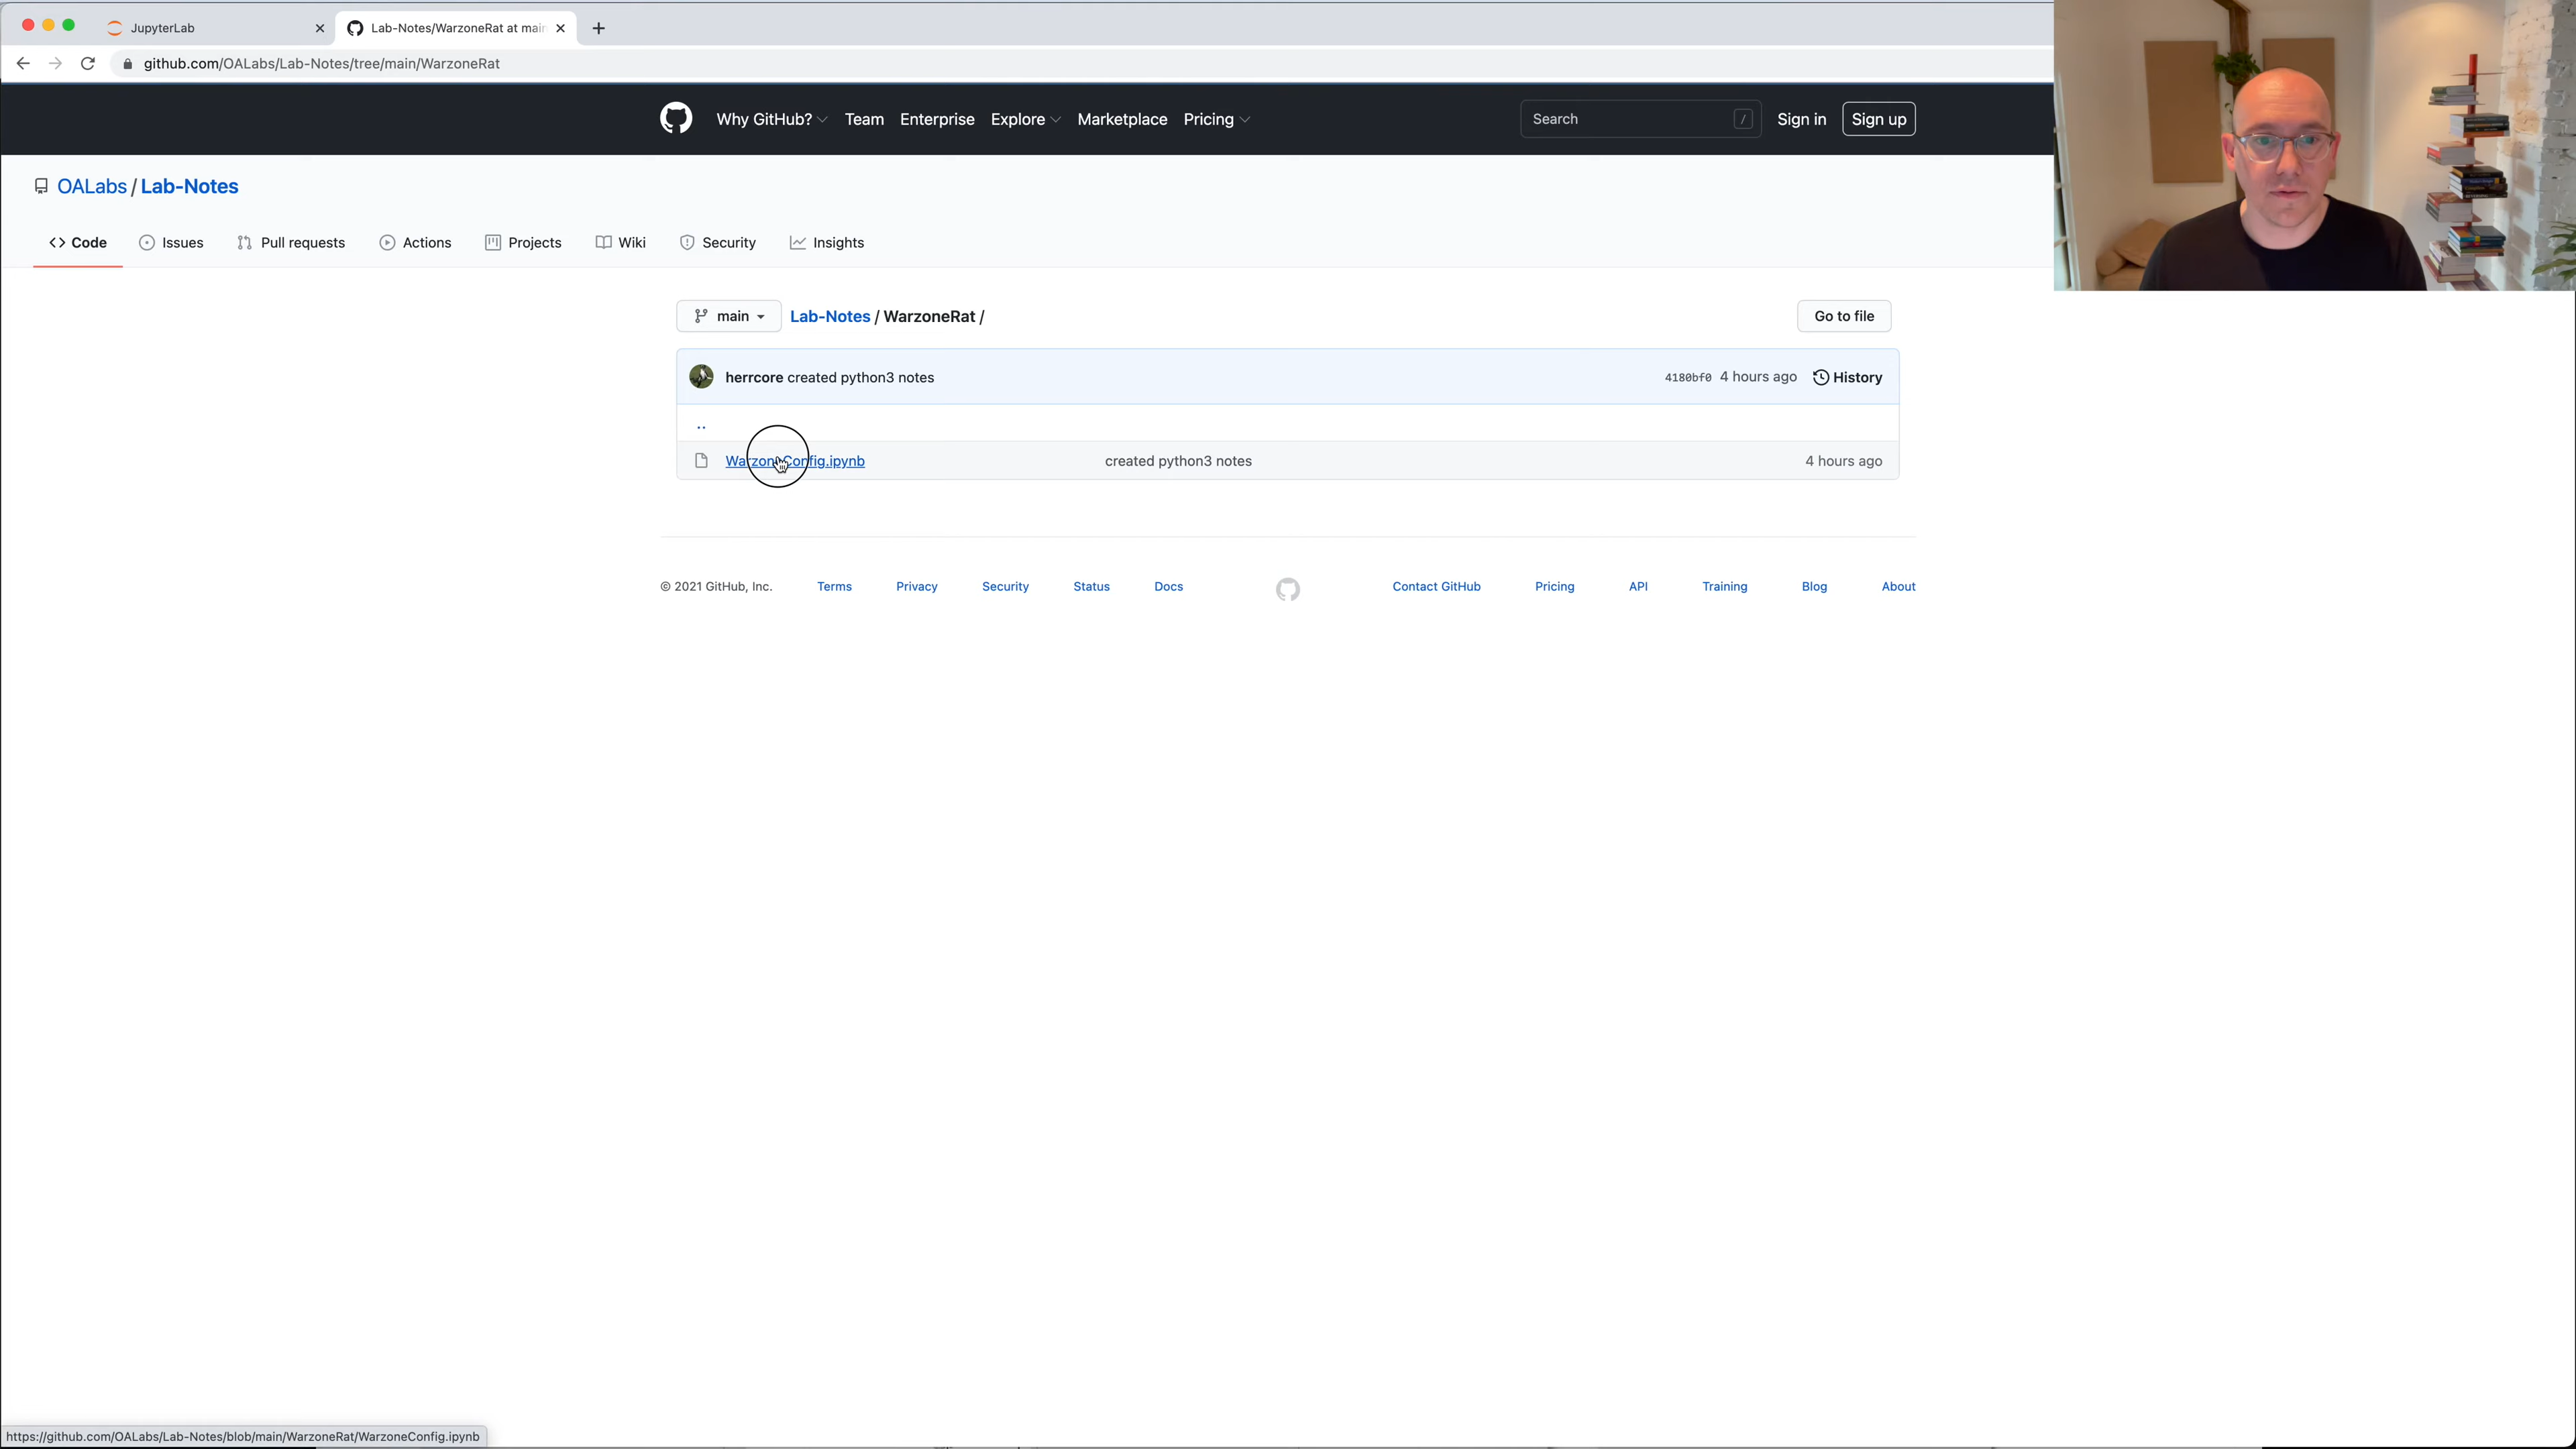 JupyterLab
Lab-Notes/WarzoneRat at main
github.com/OALabs/Lab-Notes/tree/main/WarzoneRat
Why GitHub? Team Enterprise Explore Marketplace Pricing Search / Sign in Sign up
OALabs / Lab-Notes
Code Issues Pull requests Actions Projects Wiki Security Insights
main Lab-Notes / WarzoneRat / Go to file
herrcore created python3 notes 4180bf0 4 hours ago History
..
WarzoneConfig.ipynb created python3 notes 4 hours ago
© 2021 GitHub, Inc. Terms Privacy Security Status Docs Contact GitHub Pricing API Training Blog About
https://github.com/OALabs/Lab-Notes/blob/main/WarzoneRat/WarzoneConfig.ipynb